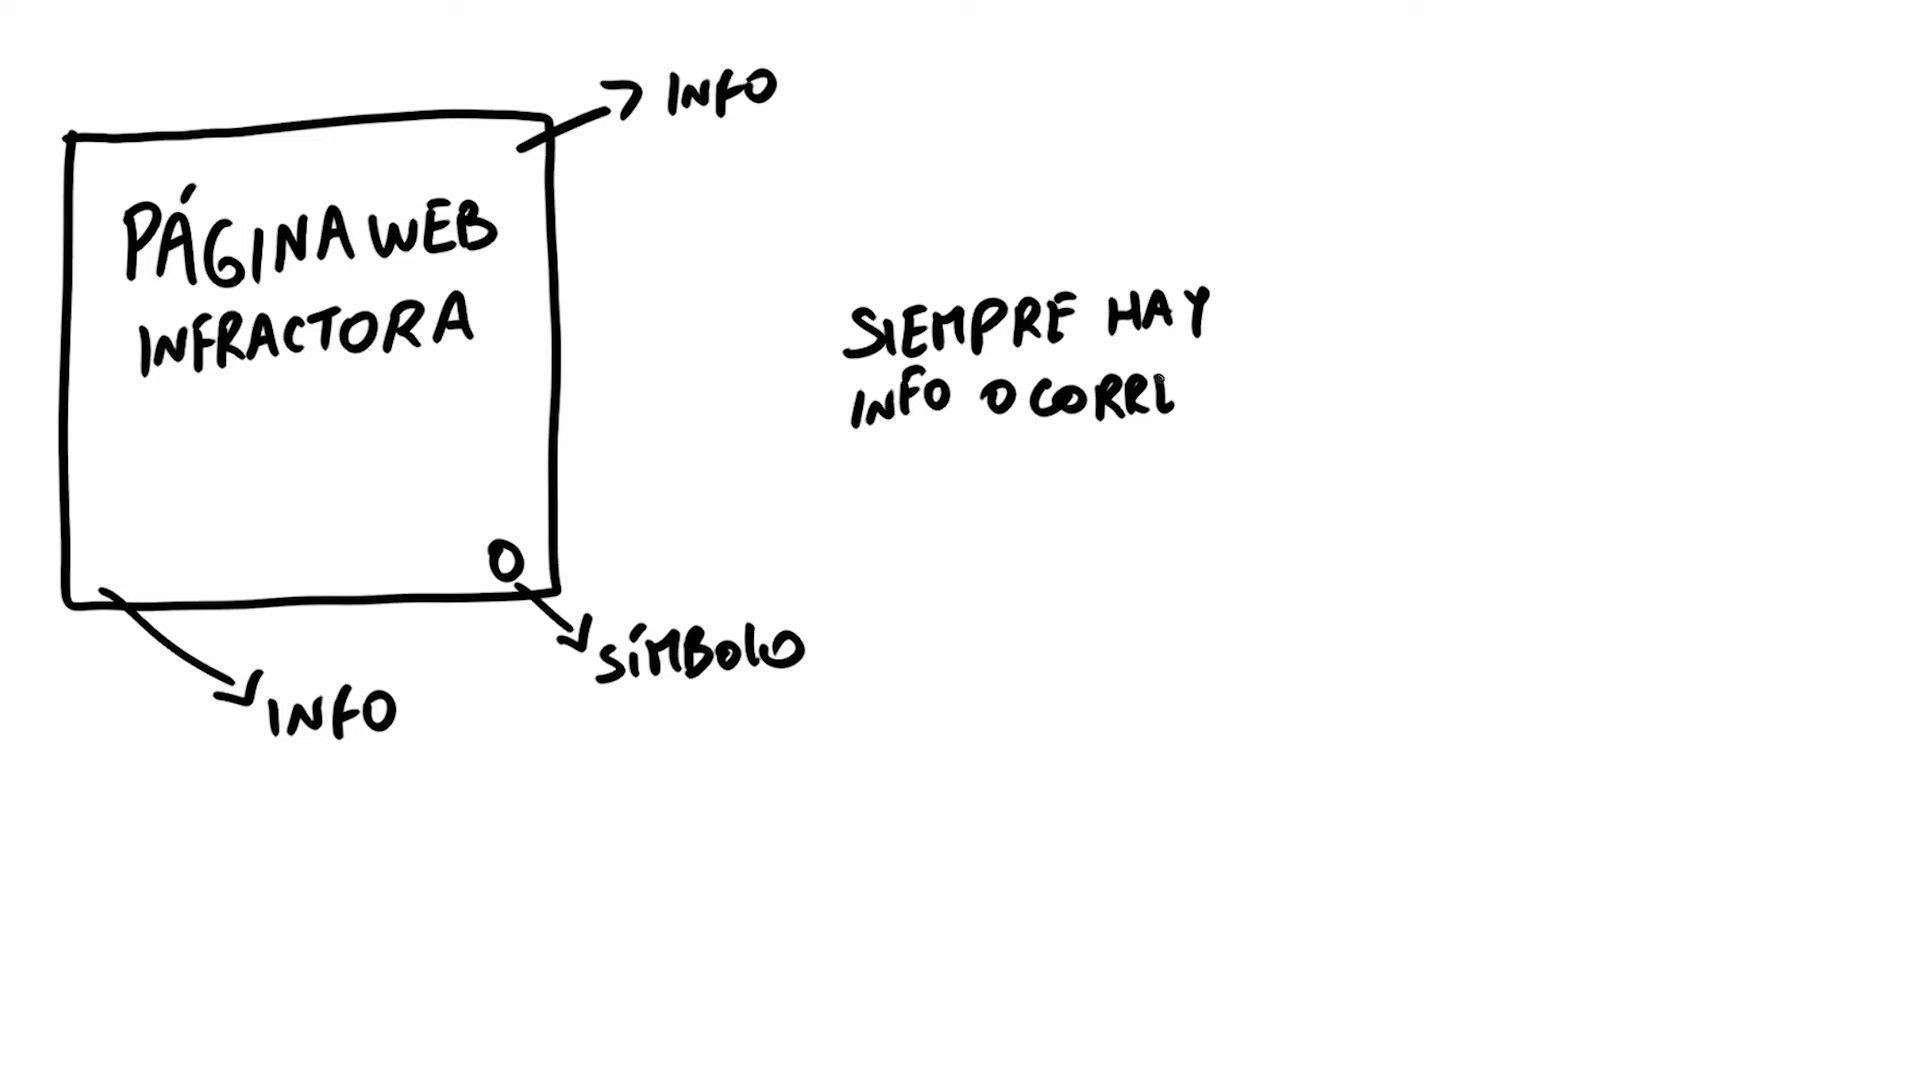 INFO
PÁGINA WEB
INFRACTORA
SIEMPRE HAY
INFO O CORRE
SÍMBOLO
INFO